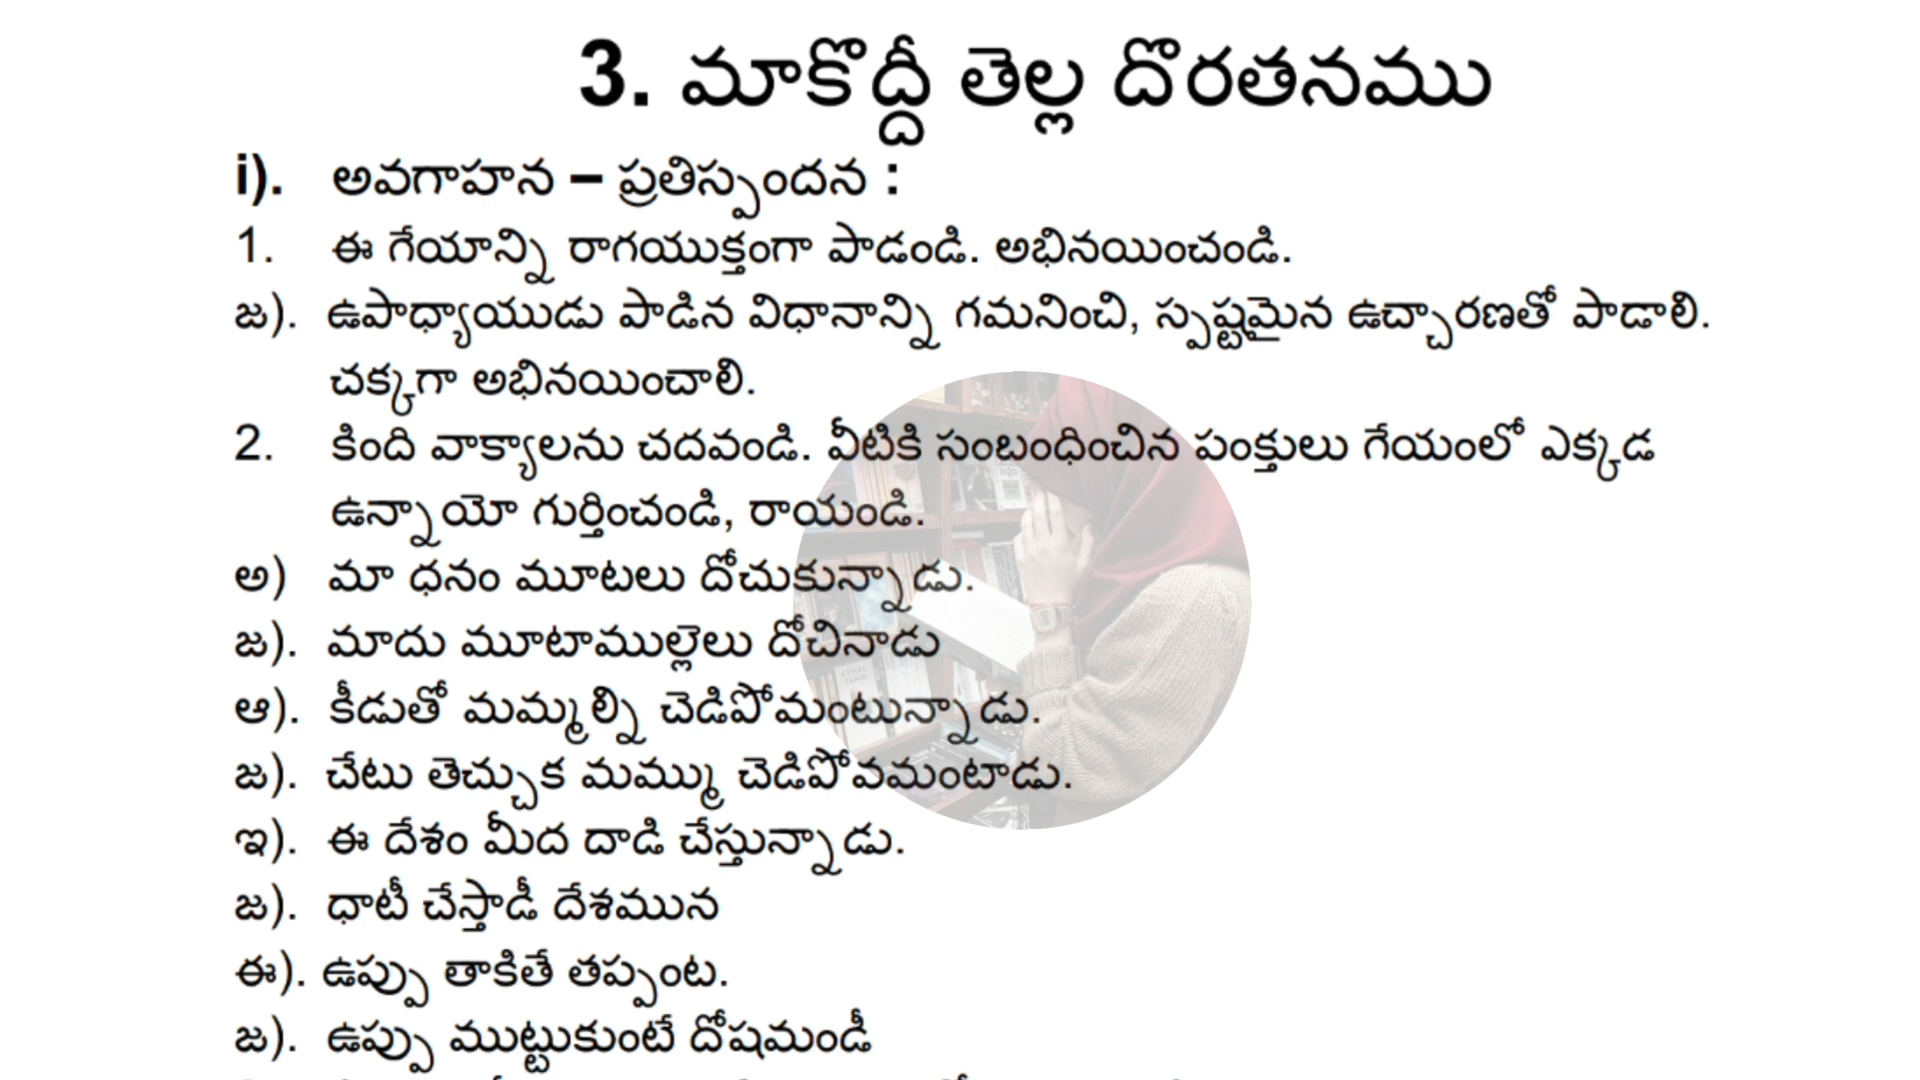 3. మాకొద్దీ తెల్ల దొరతనము
i). అవగాహన – ప్రతిస్పందన :
1. ఈ గేయాన్ని రాగయుక్తంగా పాడండి. అభినయించండి.
జ). ఉపాధ్యాయుడు పాడిన విధానాన్ని గమనించి, స్పష్టమైన ఉచ్చారణతో పాడాలి.
చక్కగా అభినయించాలి.
2. కింది వాక్యాలను చదవండి. వీటికి సంబంధించిన పంక్తులు గేయంలో ఎక్కడ
ఉన్నాయో గుర్తించండి, రాయండి.
అ) మా ధనం మూటలు దోచుకున్నాడు.
జ). మాదు మూటాముల్లెలు దోచినాడు
ఆ). కీడుతో మమ్మల్ని చెడిపోమంటున్నాడు.
జ). చేటు తెచ్చుక మమ్ము చెడిపోవమంటాడు.
ఇ). ఈ దేశం మీద దాడి చేస్తున్నాడు.
జ). ధాటీ చేస్తాడీ దేశమున
ఈ). ఉప్పు తాకితే తప్పంట.
జ). ఉప్పు ముట్టుకుంటే దోషమండీ